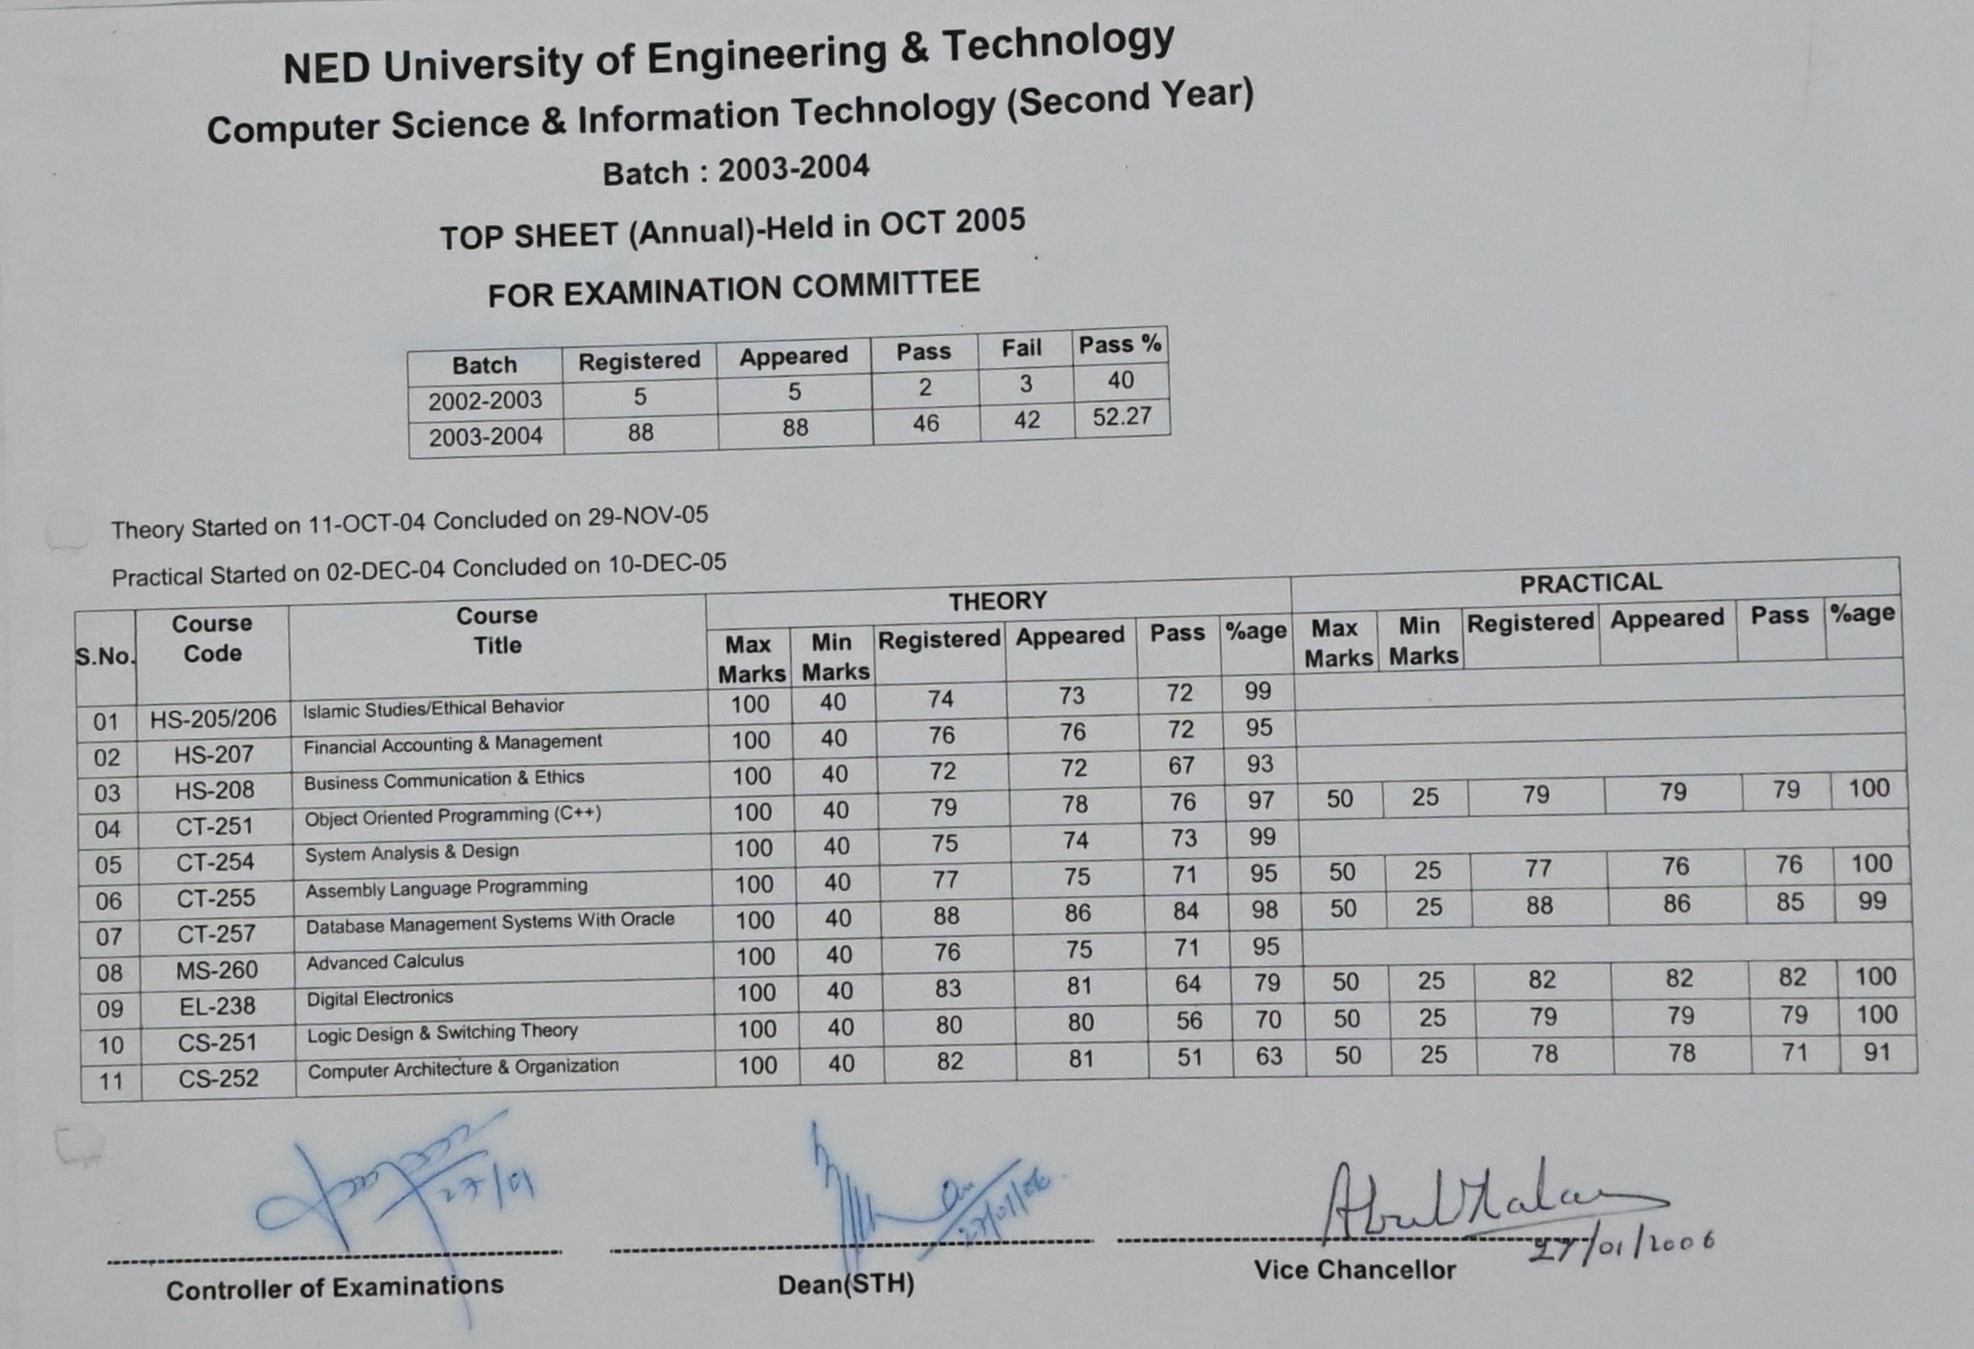 NED University of Engineering & Technology
Computer Science & Information Technology (Second Year)
Batch : 2003-2004
TOP SHEET (Annual)-Held in OCT 2005
FOR EXAMINATION COMMITTEE
Batch Registered Appeared Pass Fail Pass %
2002-2003 5 5 2 3 40
2003-2004 88 88 46 42 52.27
Theory Started on 11-OCT-04 Concluded on 29-NOV-05
Practical Started on 02-DEC-04 Concluded on 10-DEC-05
THEORY PRACTICAL
S.No. Course Code Course Title Max Marks Min Marks Registered Appeared Pass %age Max Marks Min Marks Registered Appeared Pass %age
01 HS-205/206 Islamic Studies/Ethical Behavior 100 40 74 73 72 99
02 HS-207 Financial Accounting & Management 100 40 76 76 72 95
03 HS-208 Business Communication & Ethics 100 40 72 72 67 93
04 CT-251 Object Oriented Programming (C++) 100 40 79 78 76 97 50 25 79 79 79 100
05 CT-254 System Analysis & Design 100 40 75 74 73 99
06 CT-255 Assembly Language Programming 100 40 77 75 71 95 50 25 77 76 76 100
07 CT-257 Database Management Systems With Oracle 100 40 88 86 84 98 50 25 88 86 85 99
08 MS-260 Advanced Calculus 100 40 76 75 71 95
09 EL-238 Digital Electronics 100 40 83 81 64 79 50 25 82 82 82 100
10 CS-251 Logic Design & Switching Theory 100 40 80 80 56 70 50 25 79 79 79 100
11 CS-252 Computer Architecture & Organization 100 40 82 81 51 63 50 25 78 78 71 91
27/01 27/01/06 27/01/2006
Controller of Examinations Dean(STH) Vice Chancellor